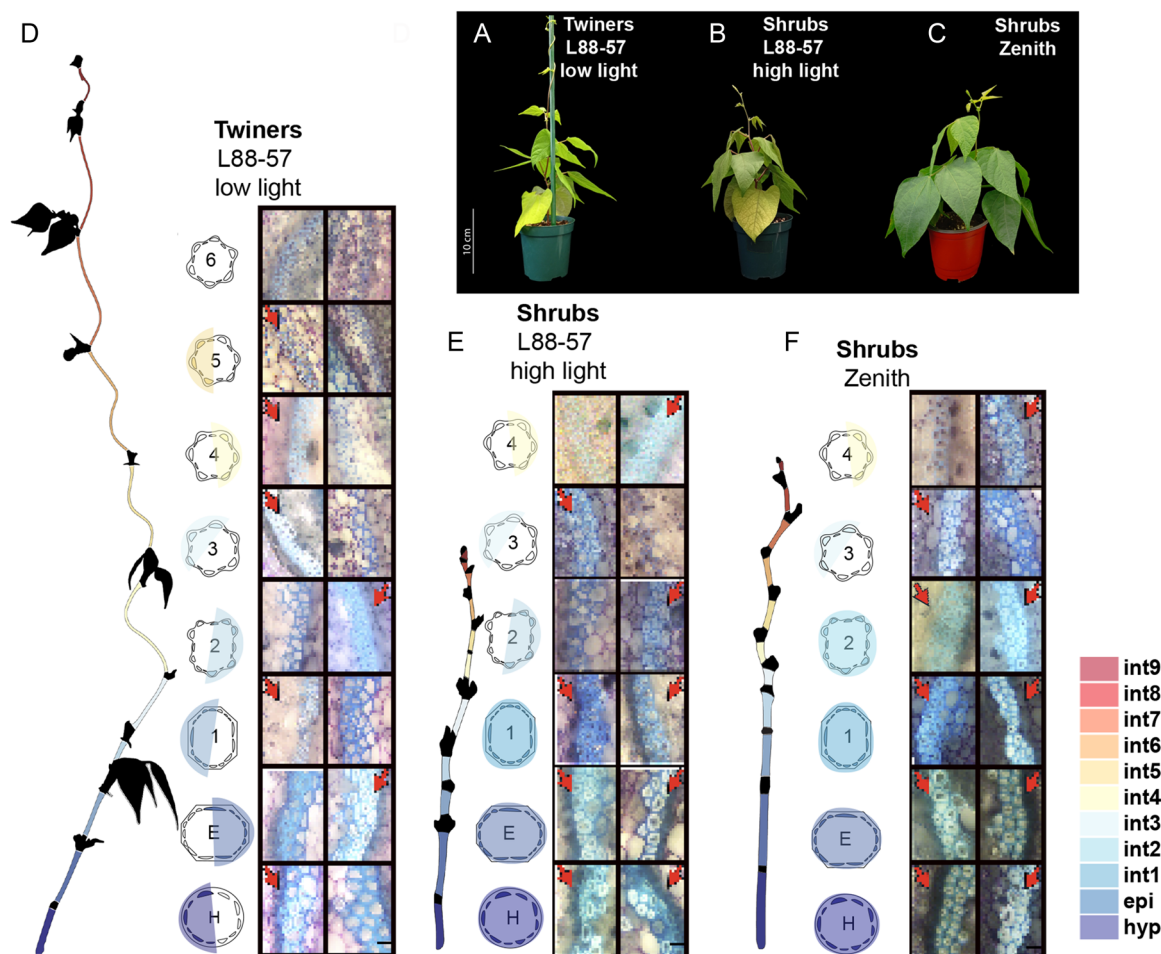 D
A
Twiners
L88-57
low light
B
Shrubs
L88-57
high light
C
Shrubs
Zenith
10 cm
Twiners
L88-57
low light
6
5
4
3
2
1
E
H
E
Shrubs
L88-57
high light
4
3
2
1
E
H
F
Shrubs
Zenith
4
3
2
1
E
H
int9
int8
int7
int6
int5
int4
int3
int2
int1
epi
hyp